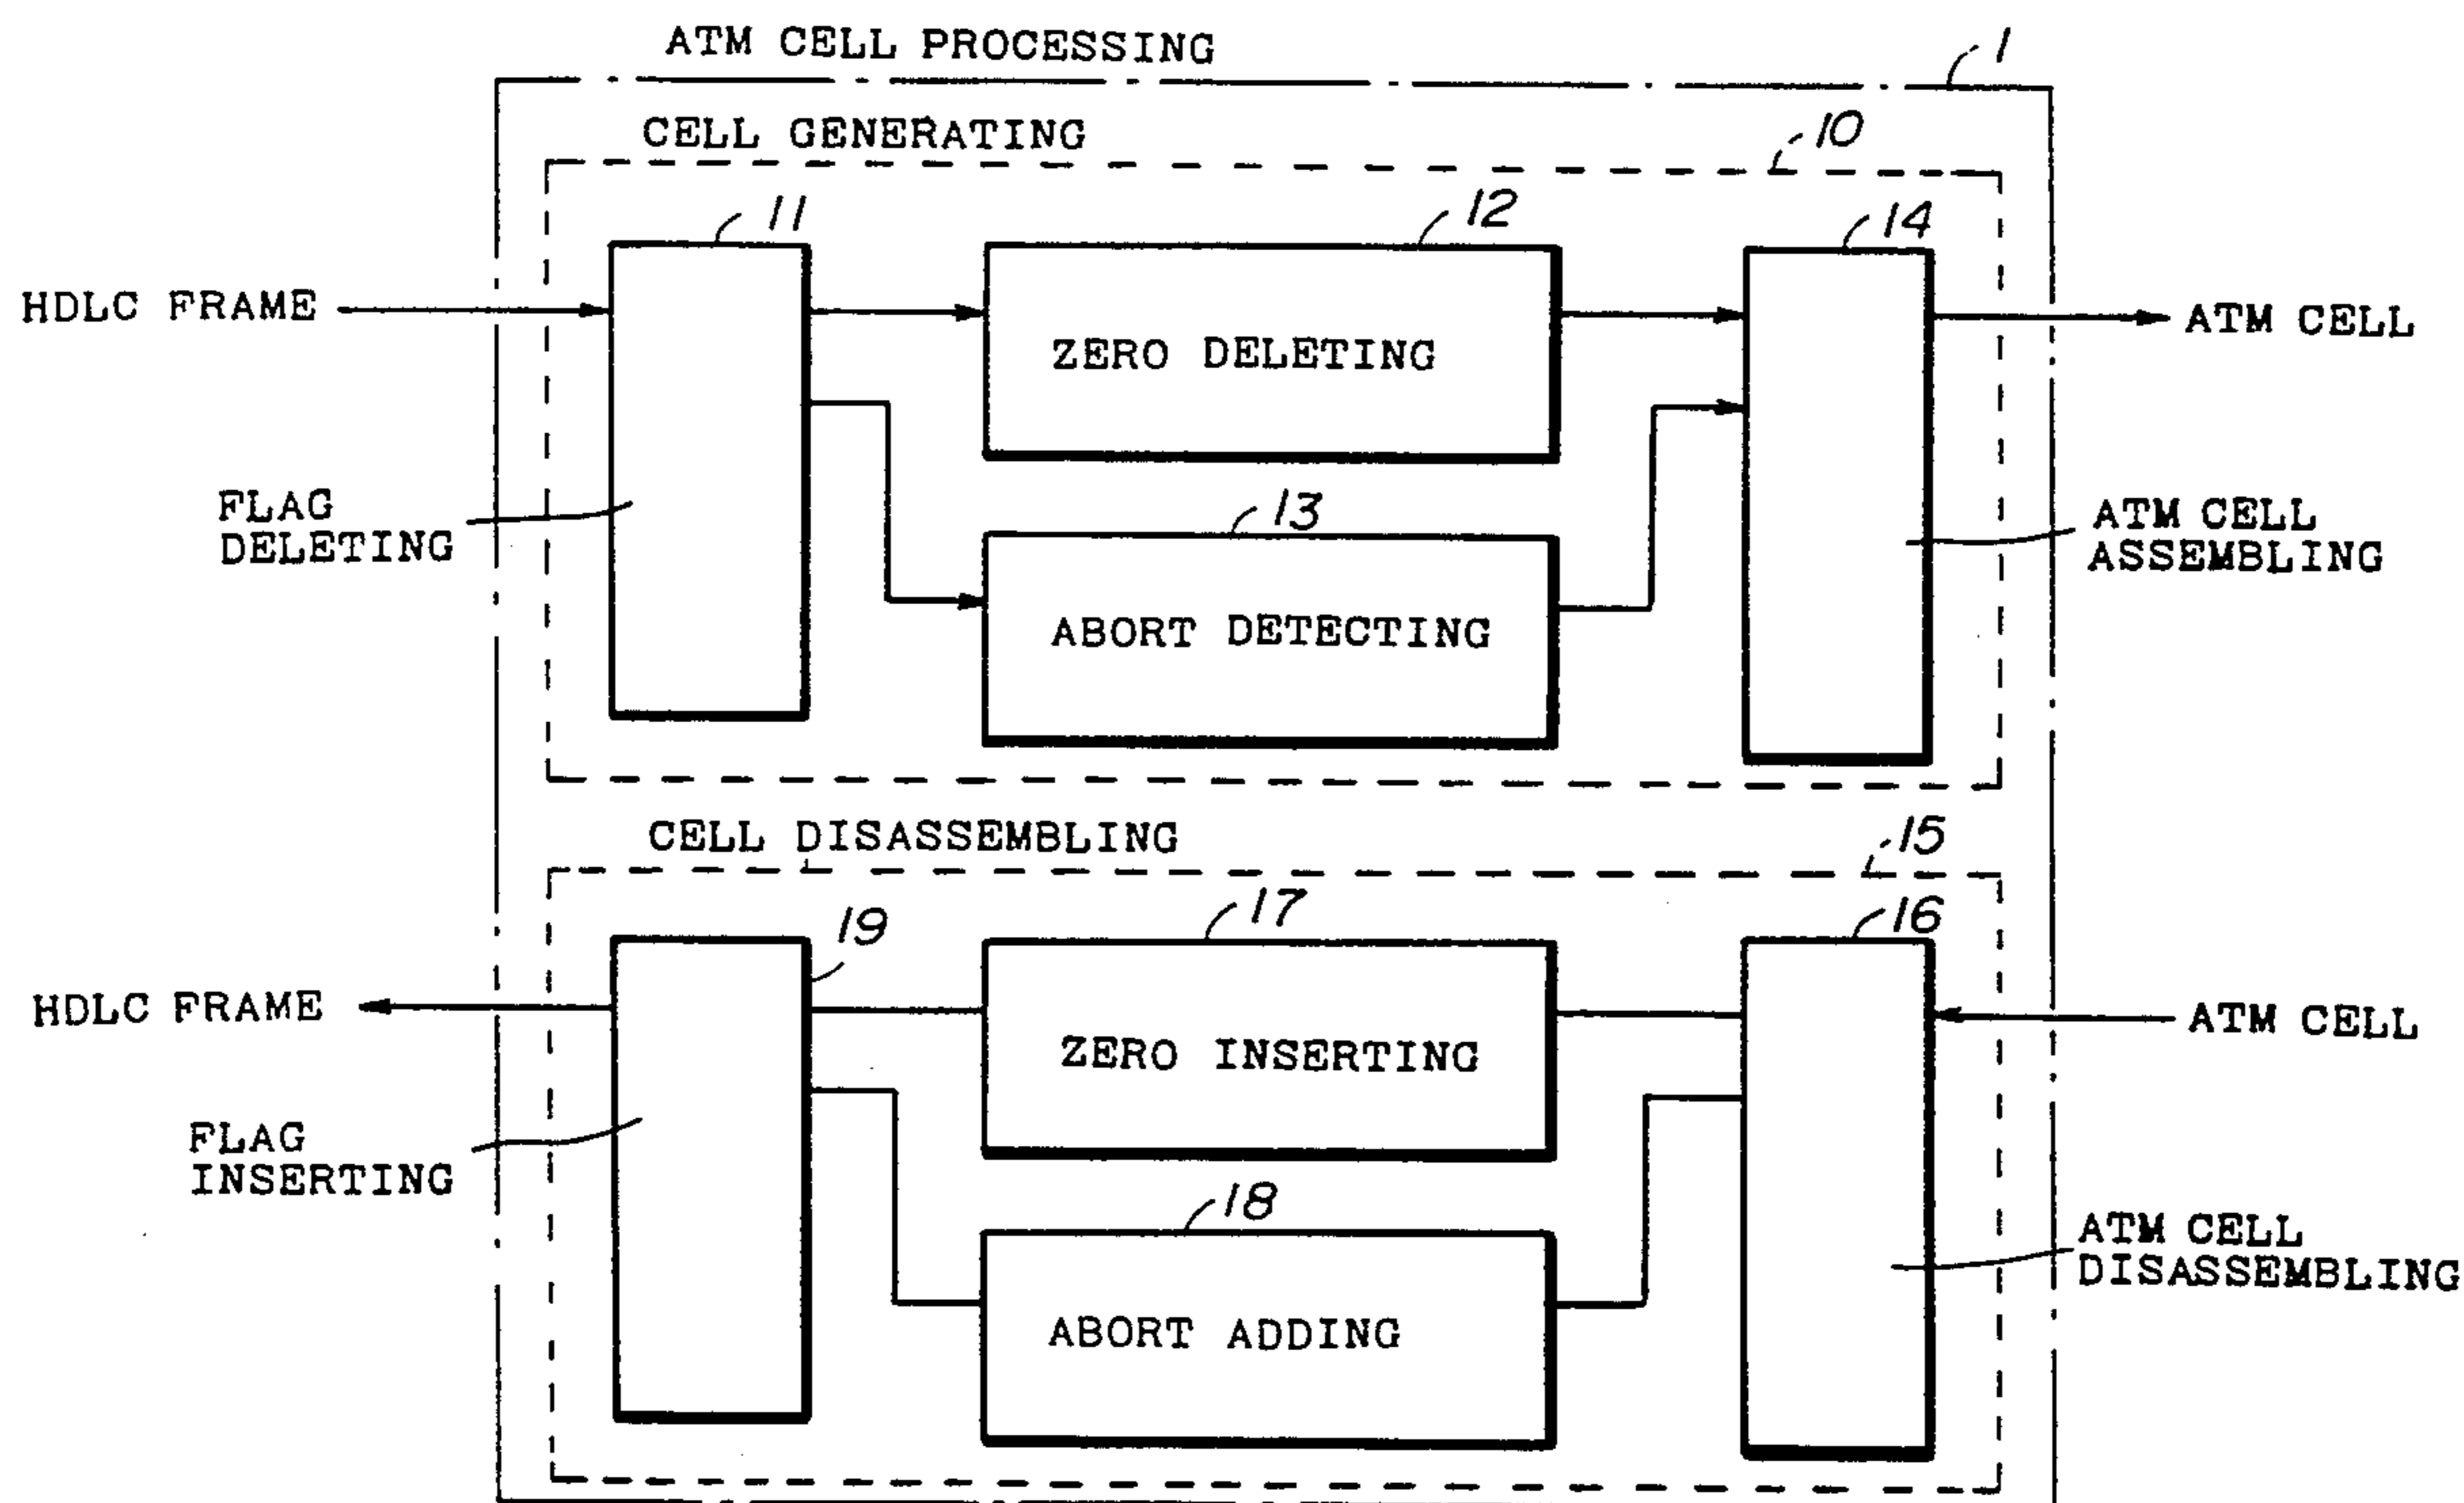 ATM CELL PROCESSING
1
CELL GENERATING
10
11
12
14
HDLC FRAME
ATM CELL
ZERO DELETING
FLAG
DELETING
13
ATM CELL
ASSEMBLING
ABORT DETECTING
CELL DISASSEMBLING
15
19
17
16
HDLC FRAME
ATM CELL
ZERO INSERTING
FLAG
INSERTING
18
ATM CELL
DISASSEMBLING
ABORT ADDING